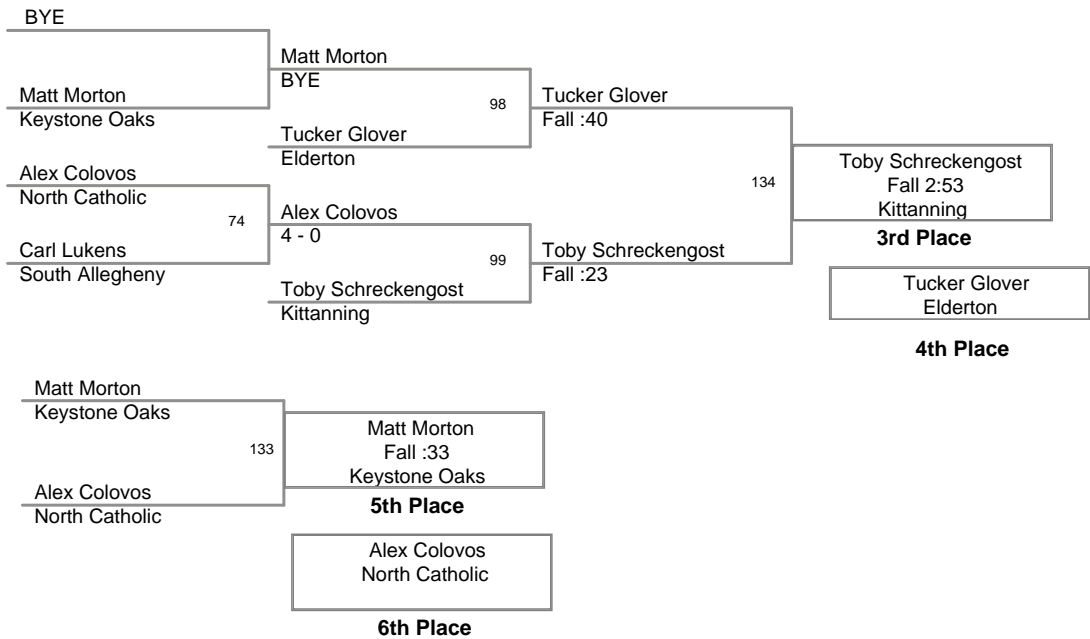 BYE
Matt Morton
BYE
Matt Morton
Keystone Oaks
98
Tucker Glover
Fall :40
Tucker Glover
Elderton
Alex Colovos
North Catholic
134
Toby Schreckengost
Fall 2:53
Kittanning
3rd Place
74
Alex Colovos
4 - 0
Carl Lukens
South Allegheny
99
Toby Schreckengost
Fall :23
Toby Schreckengost
Kittanning
Tucker Glover
Elderton
4th Place
Matt Morton
Keystone Oaks
133
Matt Morton
Fall :33
Keystone Oaks
5th Place
Alex Colovos
North Catholic
Alex Colovos
North Catholic
6th Place